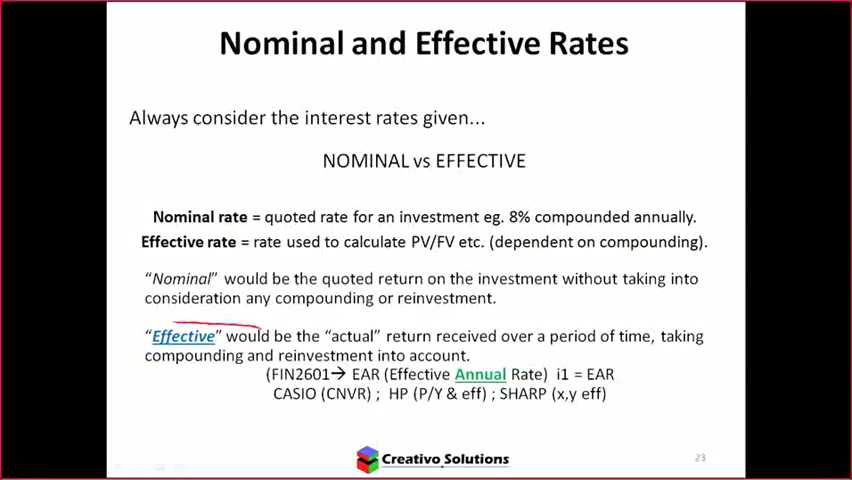 Nominal and Effective Rates
Always consider the interest rates given...
NOMINAL vs EFFECTIVE
Nominal rate = quoted rate for an investment eg. 8% compounded annually.
Effective rate = rate used to calculate PV/FV etc. (dependent on compounding).
“Nominal” would be the quoted return on the investment without taking into
consideration any compounding or reinvestment.
“Effective” would be the “actual” return received over a period of time, taking
compounding and reinvestment into account.
(FIN2601→ EAR (Effective Annual Rate) i1 = EAR
CASIO (CNVR) ; HP (P/Y & eff) ; SHARP (x,y eff)
Creativo Solutions
23